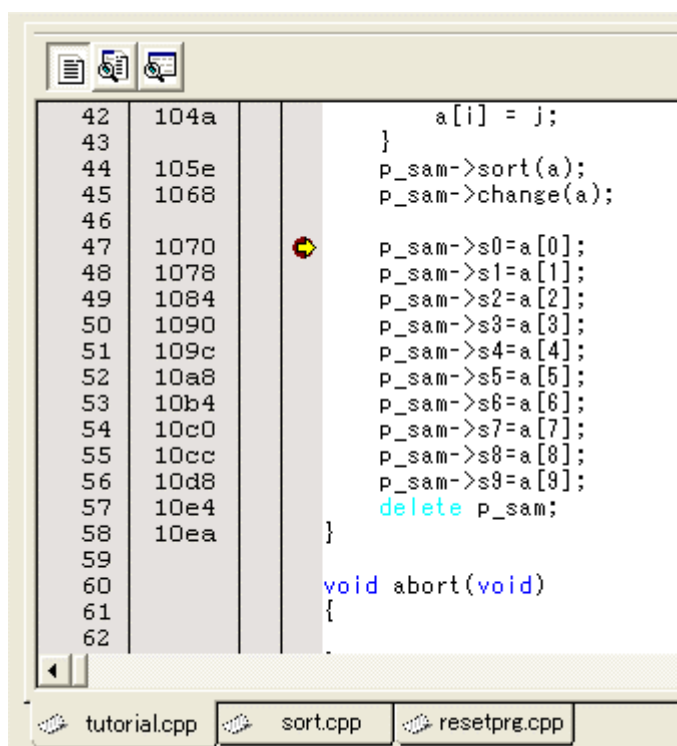 42 104a a[i] = j;
43 }
44 105e p_sam->sort(a);
45 1068 p_sam->change(a);
46
47 1070 p_sam->s0=a[0];
48 1078 p_sam->s1=a[1];
49 1084 p_sam->s2=a[2];
50 1090 p_sam->s3=a[3];
51 109c p_sam->s4=a[4];
52 10a8 p_sam->s5=a[5];
53 10b4 p_sam->s6=a[6];
54 10c0 p_sam->s7=a[7];
55 10cc p_sam->s8=a[8];
56 10d8 p_sam->s9=a[9];
57 10e4 delete p_sam;
58 10ea }
59
60 void abort(void)
61 {
62
tutorial.cpp sort.cpp resetprg.cpp